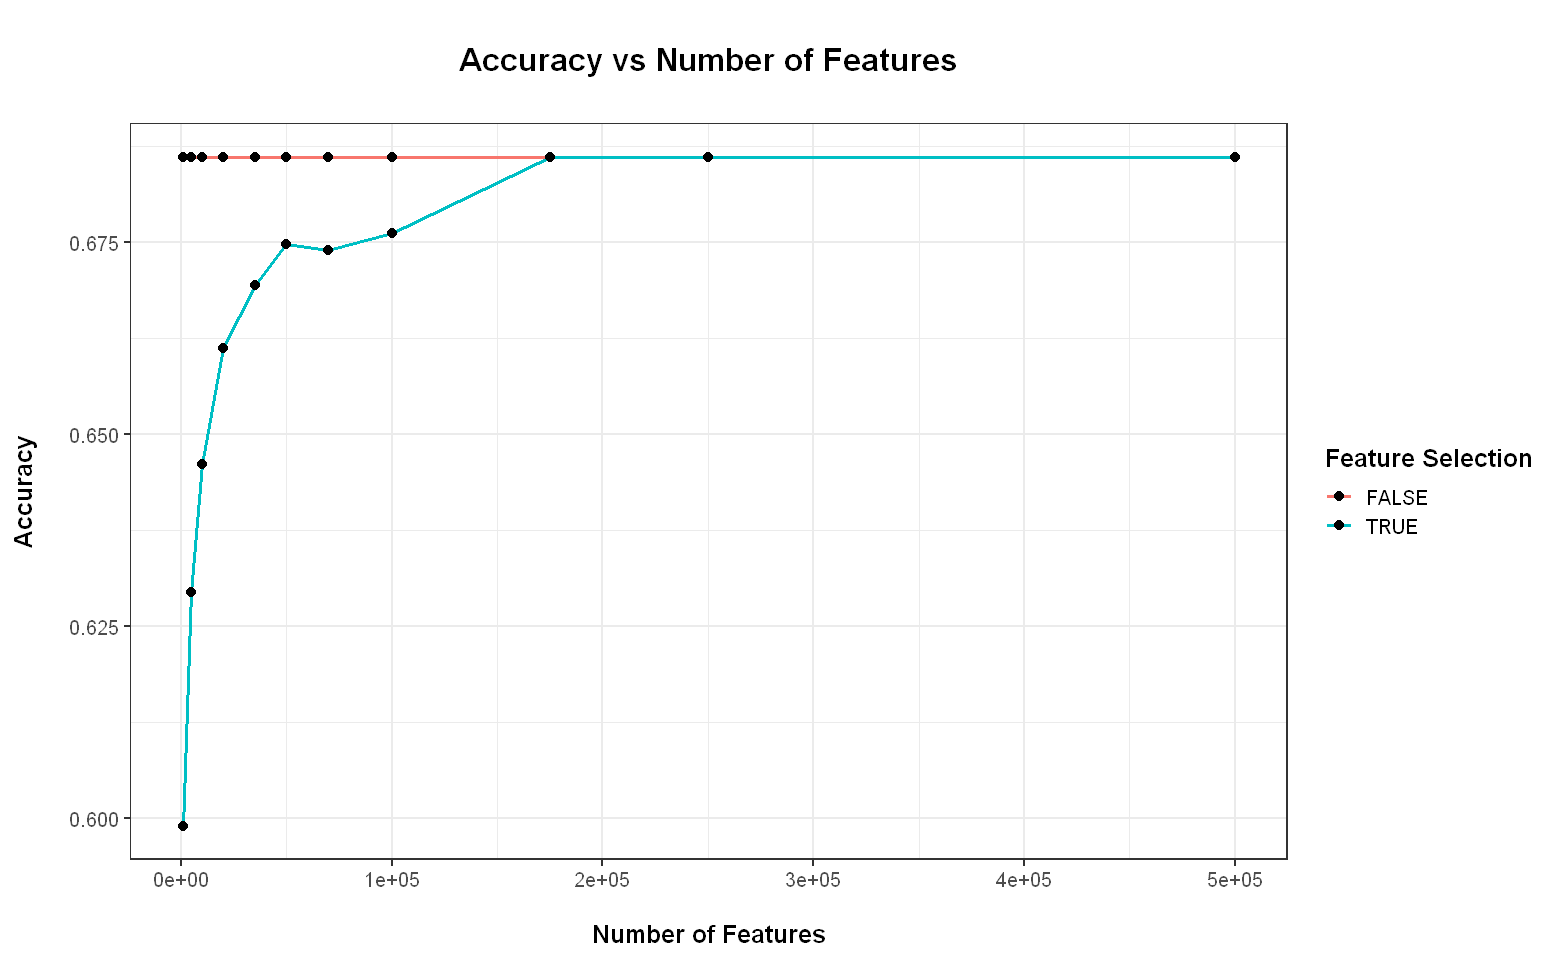 Accuracy vs Number of Features
Accuracy
0.675
0.650
0.625
0.600
0e+00
1e+05
2e+05
3e+05
4e+05
5e+05
Number of Features
Feature Selection
FALSE
TRUE